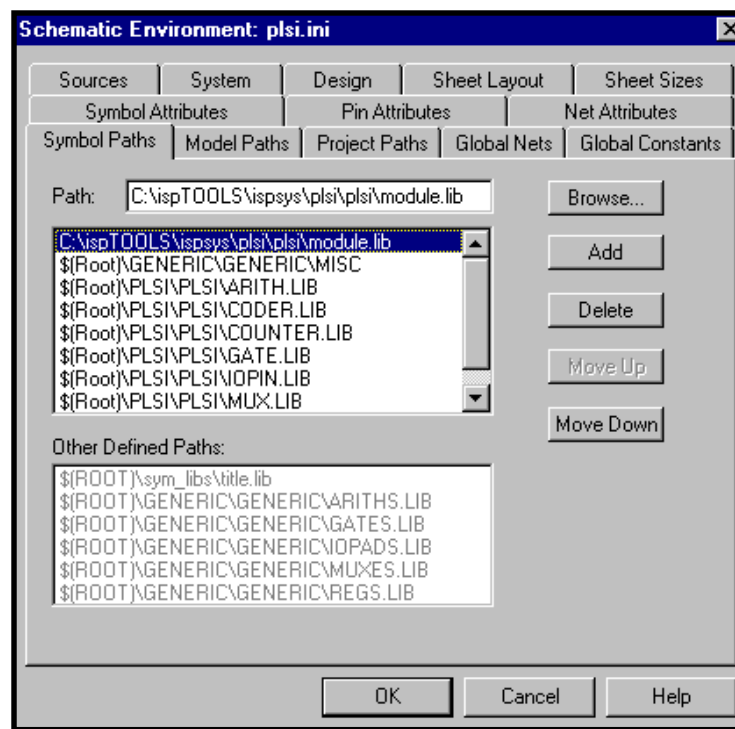 Schematic Environment: plsi.ini
Sources System Design Sheet Layout Sheet Sizes
Symbol Attributes Pin Attributes Net Attributes
Symbol Paths Model Paths Project Paths Global Nets Global Constants
Path: C:\ispTOOLS\ispsys\plsi\plsi\module.lib Browse...
C:\ispTOOLS\ispsys\plsi\plsi\module.lib
$(Root)\GENERIC\GENERIC\MISC
$(Root)\PLSI\PLSI\ARITH.LIB
$(Root)\PLSI\PLSI\CODER.LIB
$(Root)\PLSI\PLSI\COUNTER.LIB
$(Root)\PLSI\PLSI\GATE.LIB
$(Root)\PLSI\PLSI\IOPIN.LIB
$(Root)\PLSI\PLSI\MUX.LIB
Add
Delete
Move Up
Move Down
Other Defined Paths:
$(ROOT)\sym_libs\title.lib
$(ROOT)\GENERIC\GENERIC\ARITHS.LIB
$(ROOT)\GENERIC\GENERIC\GATES.LIB
$(ROOT)\GENERIC\GENERIC\IOPADS.LIB
$(ROOT)\GENERIC\GENERIC\MUXES.LIB
$(ROOT)\GENERIC\GENERIC\REGS.LIB
OK Cancel Help